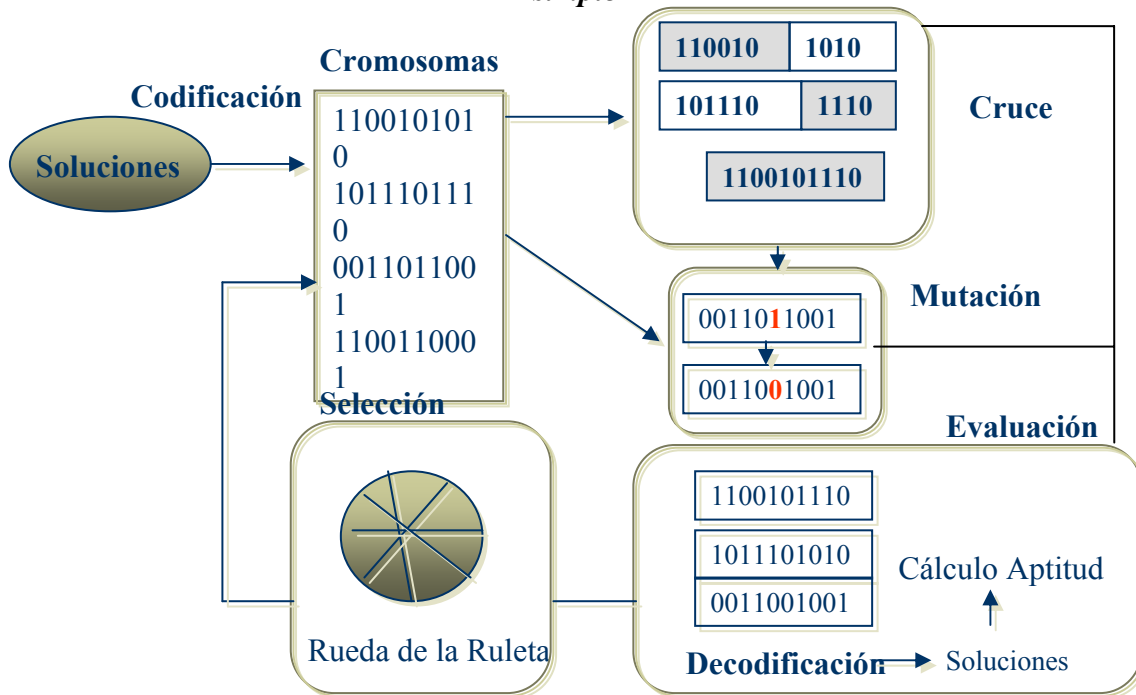 Cromosomas
Codificación
Soluciones
110010101
0
101110111
0
001101100
1
110011000
1
110010 1010
101110 1110
1100101110
Cruce
Mutación
0011011001
0011001001
Selección
Rueda de la Ruleta
Evaluación
1100101110
1011101010
0011001001
Cálculo Aptitud
Decodificación Soluciones